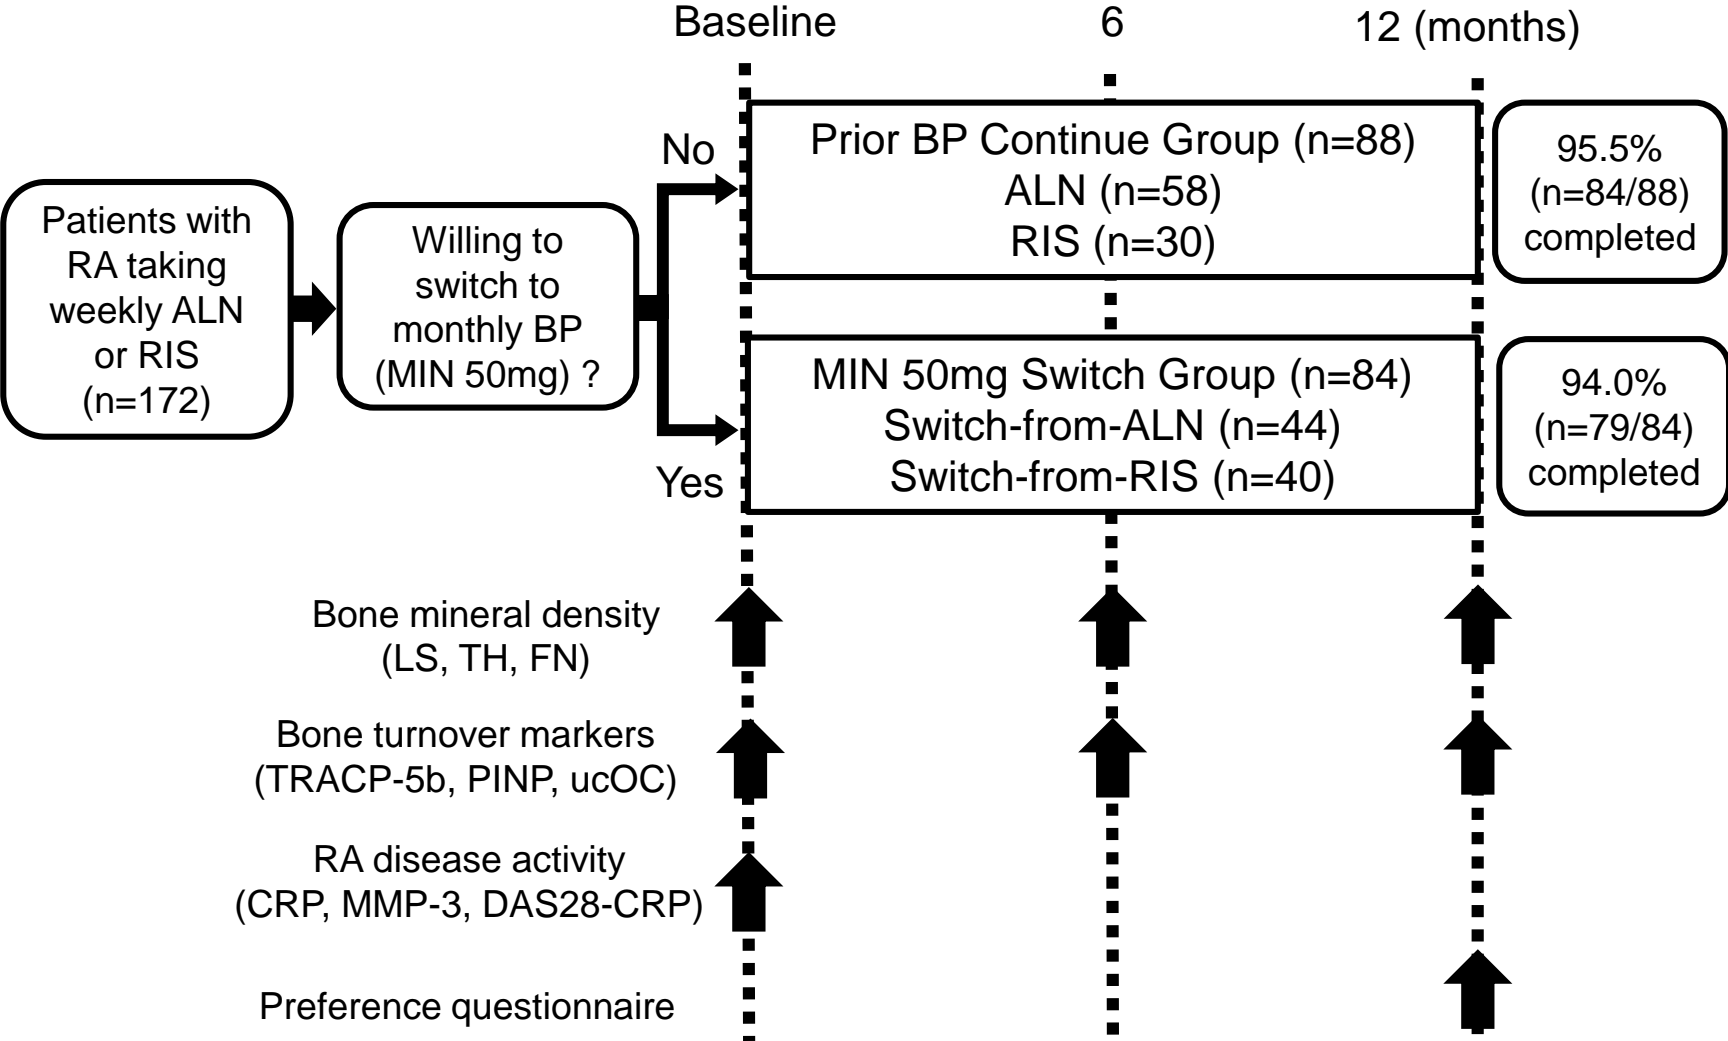 Baseline
6
12 (months)
Patients with
RA taking
weekly ALN
or RIS
(n=172)
Willing to
switch to
monthly BP
(MIN 50mg) ?
No
Yes
Prior BP Continue Group (n=88)
ALN (n=58)
RIS (n=30)
95.5%
(n=84/88)
completed
MIN 50mg Switch Group (n=84)
Switch-from-ALN (n=44)
Switch-from-RIS (n=40)
94.0%
(n=79/84)
completed
Bone mineral density
(LS, TH, FN)
Bone turnover markers
(TRACP-5b, PINP, ucOC)
RA disease activity
(CRP, MMP-3, DAS28-CRP)
Preference questionnaire